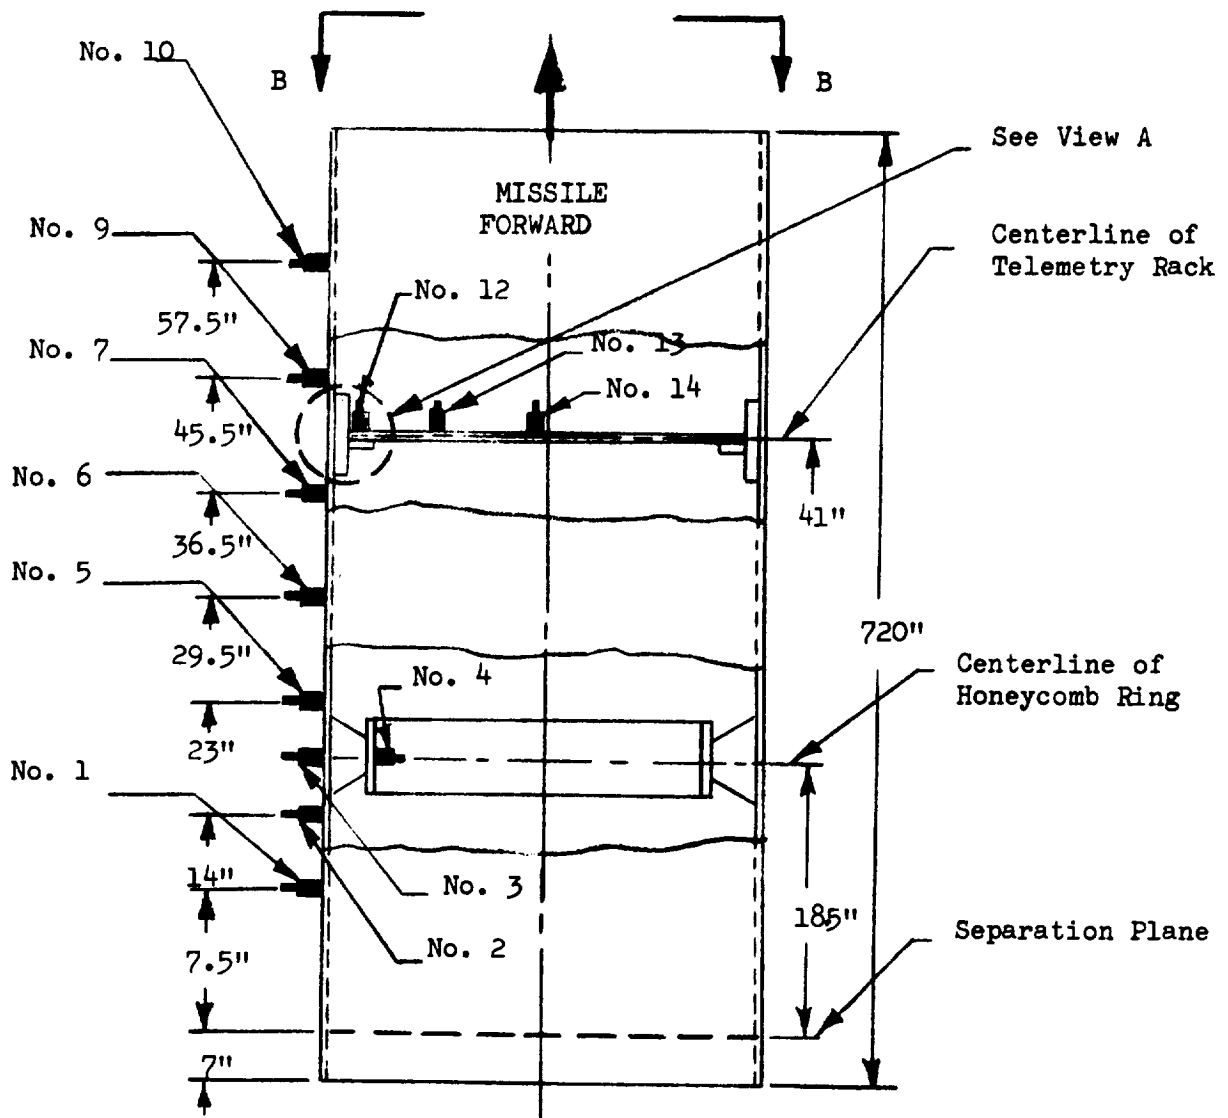 No. 10
B
B
See View A
MISSILE
FORWARD
No. 9
Centerline of
Telemetry Rack
No. 12
57.5"
No. 7
No. 13
No. 14
45.5"
No. 6
41"
36.5"
No. 5
720"
29.5"
No. 4
Centerline of
Honeycomb Ring
23"
No. 1
14"
No. 3
18.5"
No. 2
Separation Plane
7.5"
7"